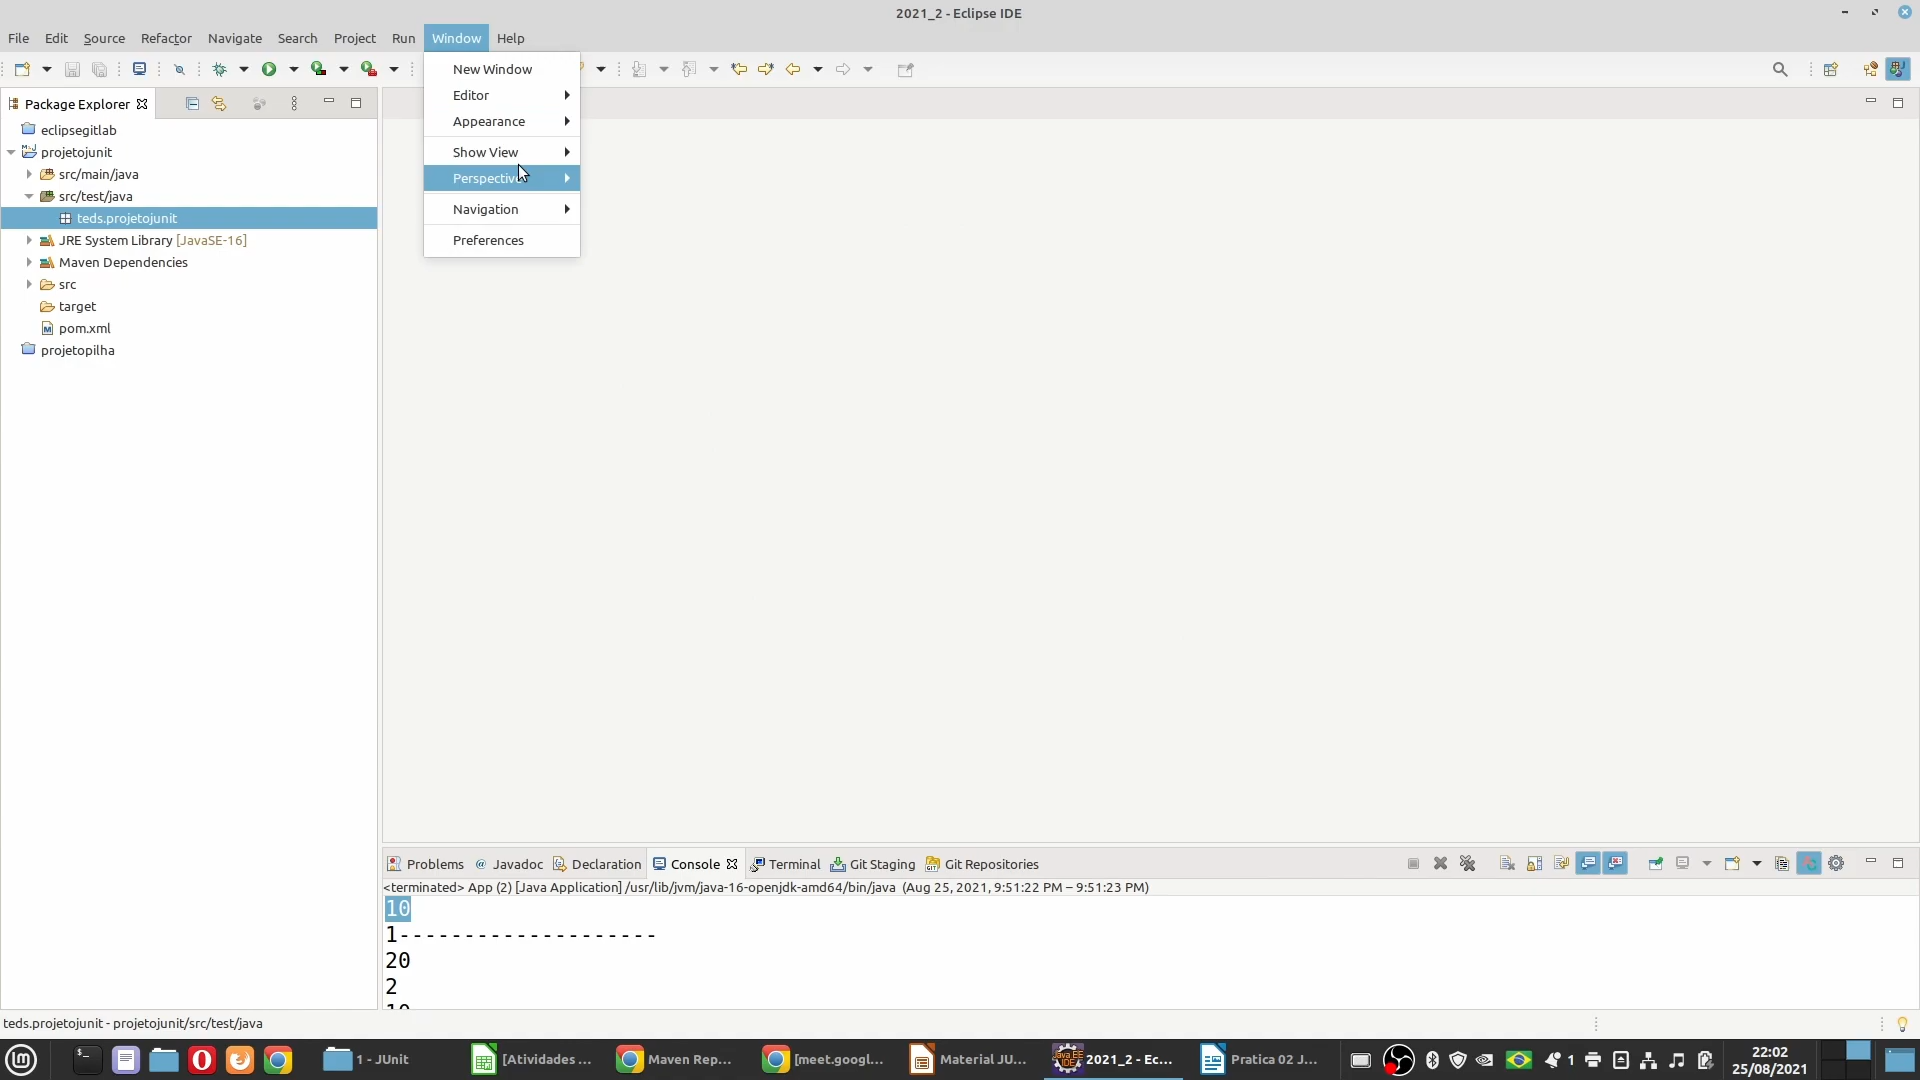 2021_2 - Eclipse IDE
File Edit Source Refactor Navigate Search Project Run Window Help
New Window
Editor
Appearance
Show View
Perspective
Navigation
Preferences
Package Explorer
eclipsegitlab
projetojunit
src/main/java
src/test/java
teds.projetojunit
JRE System Library [JavaSE-16]
Maven Dependencies
src
target
pom.xml
projetopilha
Problems Javadoc Declaration Console Terminal Git Staging Git Repositories
<terminated> App (2) [Java Application] /usr/lib/jvm/java-16-openjdk-amd64/bin/java (Aug 25, 2021, 9:51:22 PM – 9:51:23 PM)
10
1--------------------
20
2
10
teds.projetojunit - projetojunit/src/test/java
1 - JUnit [Atividades ... Maven Rep... [meet.googl... Material JU... 2021_2 - Ec... Pratica 02 J... 1 22:02
25/08/2021